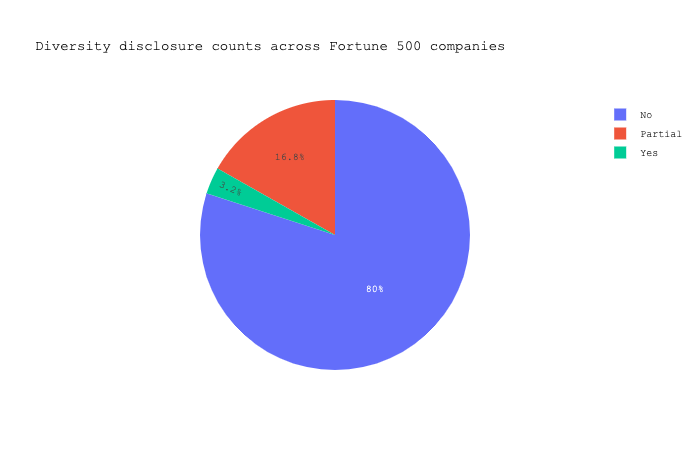 Diversity disclosure counts across Fortune 500 companies
No
Partial
Yes
16.8%
3.2%
80%